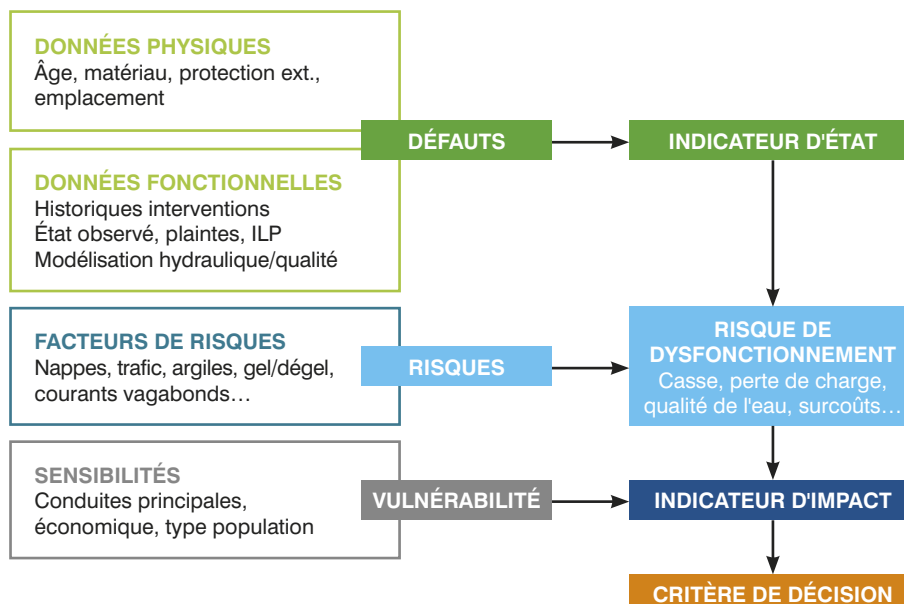 DONNÉES PHYSIQUES
Âge, matériau, protection ext.,
emplacement
DÉFAUTS
INDICATEUR D'ÉTAT
DONNÉES FONCTIONNELLES
Historiques interventions
État observé, plaintes, ILP
Modélisation hydraulique/qualité
FACTEURS DE RISQUES
Nappes, trafic, argiles, gel/dégel,
courants vagabonds…
RISQUES
RISQUE DE
DYSFONCTIONNEMENT
Casse, perte de charge,
qualité de l'eau, surcoûts…
SENSIBILITÉS
Conduites principales,
économique, type population
VULNÉRABILITÉ
INDICATEUR D'IMPACT
CRITÈRE DE DÉCISION